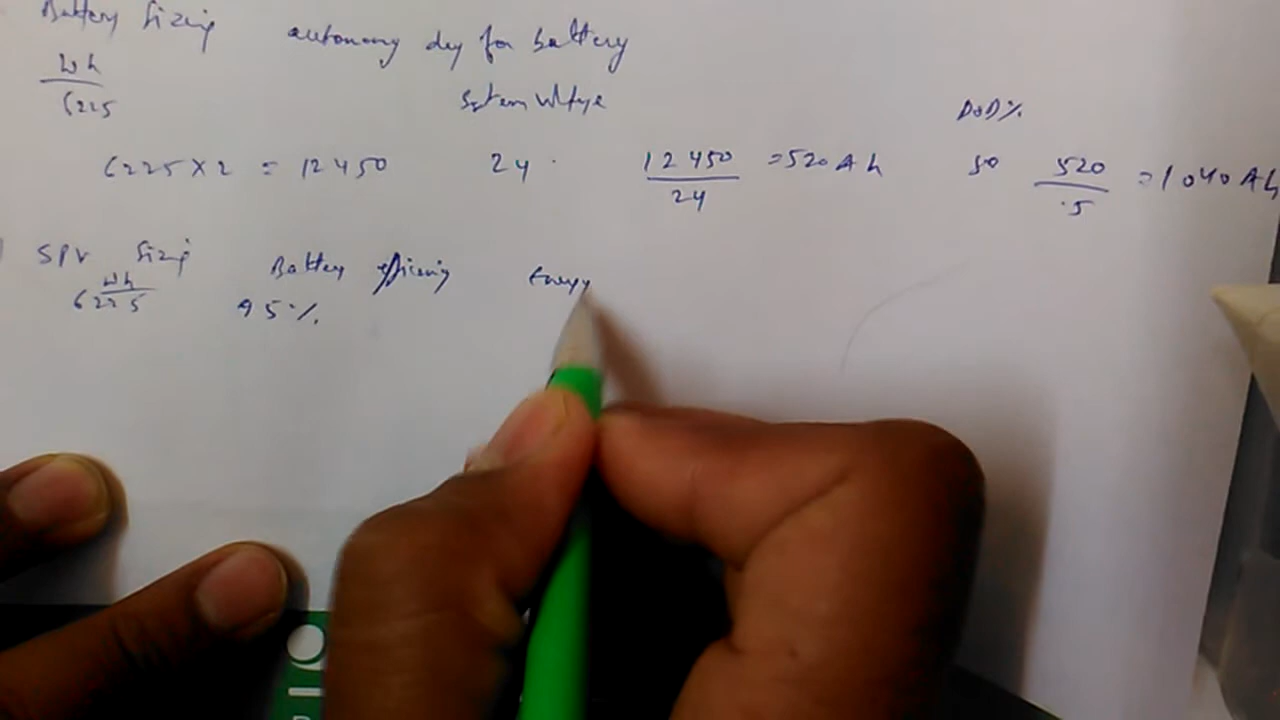 Battery Sizing autonomy day for battery
Wh
6225
System Voltage
DoD%
6225 X 2 = 12450 24 . 12450 / 24 = 520 Ah 50 520 / .5 = 1040 Ah
SPV Sizing Battery efficiency Energy
Wh
6225 95%.